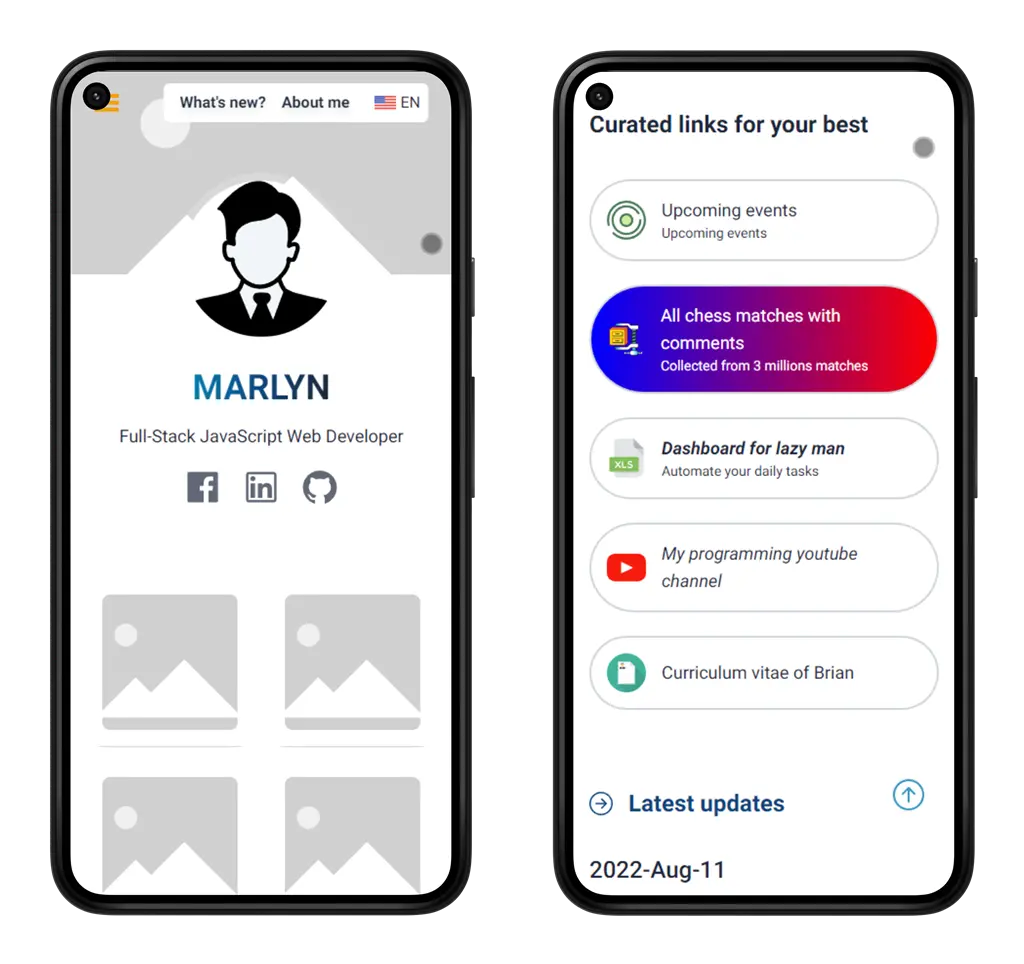 What's new? About me EN
MARLYN
Full-Stack JavaScript Web Developer
in
Curated links for your best
Upcoming events
Upcoming events
All chess matches with
comments
Collected from 3 millions matches
XLS
Dashboard for lazy man
Automate your daily tasks
My programming youtube
channel
Curriculum vitae of Brian
Latest updates
2022-Aug-11